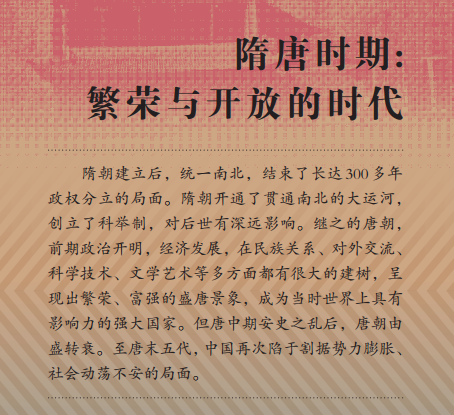 隋唐时期：
繁荣与开放的时代
隋朝建立后，统一南北，结束了长达300多年
政权分立的局面。隋朝开通了贯通南北的大运河，
创立了科举制，对后世有深远影响。继之的唐朝，
前期政治开明，经济发展，在民族关系、对外交流、
科学技术、文学艺术等多方面都有很大的建树，呈
现出繁荣、富强的盛唐景象，成为当时世界上具有
影响力的强大国家。但唐中期安史之乱后，唐朝由
盛转衰。至唐末五代，中国再次陷于割据势力膨胀、
社会动荡不安的局面。